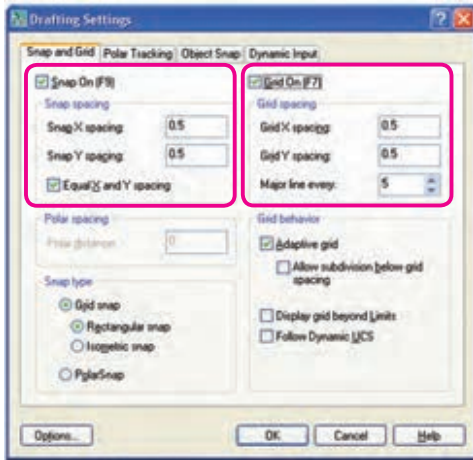 Drafting Settings
Snap and Grid Polar Tracking Object Snap Dynamic Input
Snap On (F9)
Snap spacing
Snap X spacing: 0.5
Snap Y spacing: 0.5
Equal X and Y spacing
Polar spacing
Polar distance: 0
Snap type
Grid snap
Rectangular snap
Isometric snap
PolarSnap
Grid On (F7)
Grid spacing
Grid X spacing: 0.5
Grid Y spacing: 0.5
Major line every: 5
Grid behavior
Adaptive grid
Allow subdivision below grid
spacing
Display grid beyond Limits
Follow Dynamic UCS
Options... OK Cancel Help